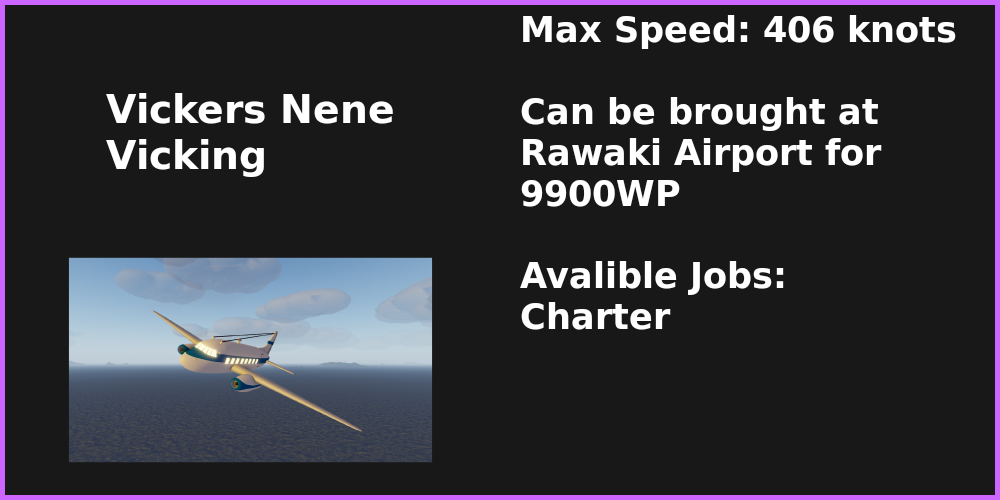 Vickers Nene
Vicking
Max Speed: 406 knots
Can be brought at
Rawaki Airport for
9900WP
Avalible Jobs:
Charter